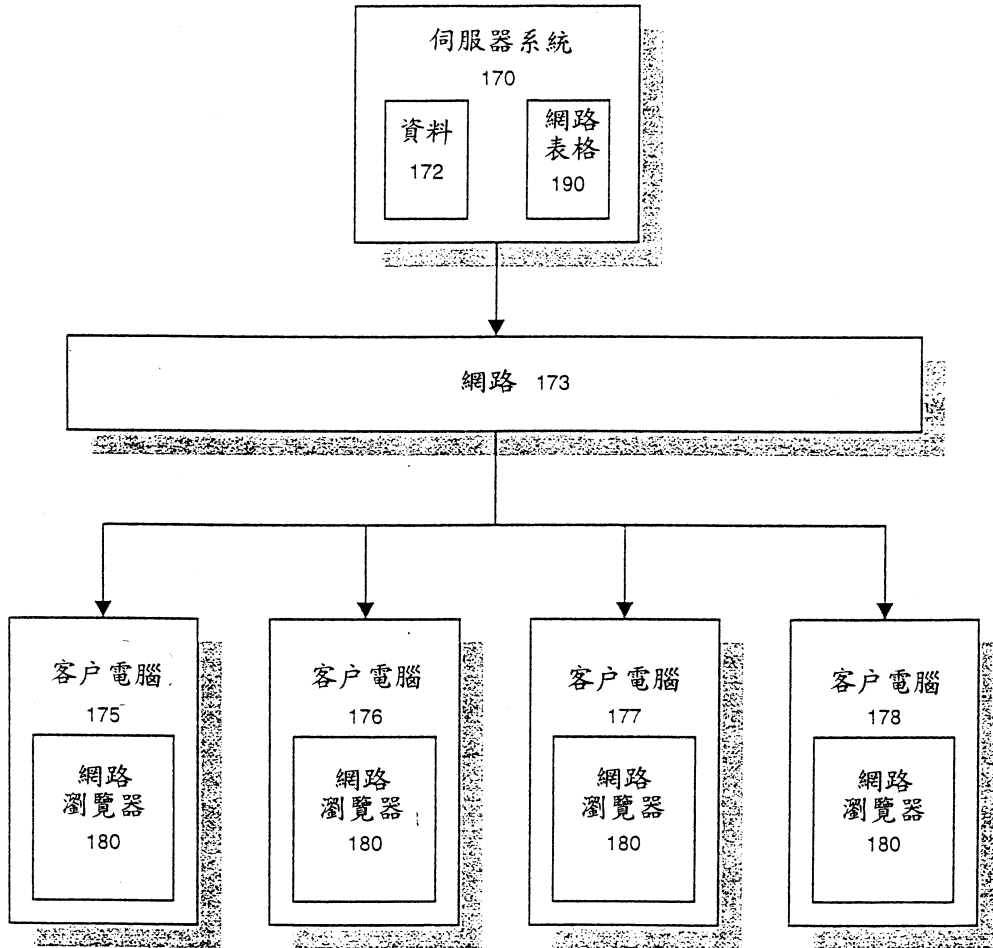 伺服器系統
170
資料
172
網路
表格
190
網路 173
客户電腦
175
網路
瀏覽器
180
客户電腦
176
網路
瀏覽器
180
客户電腦
177
網路
瀏覽器
180
客户電腦
178
網路
瀏覽器
180